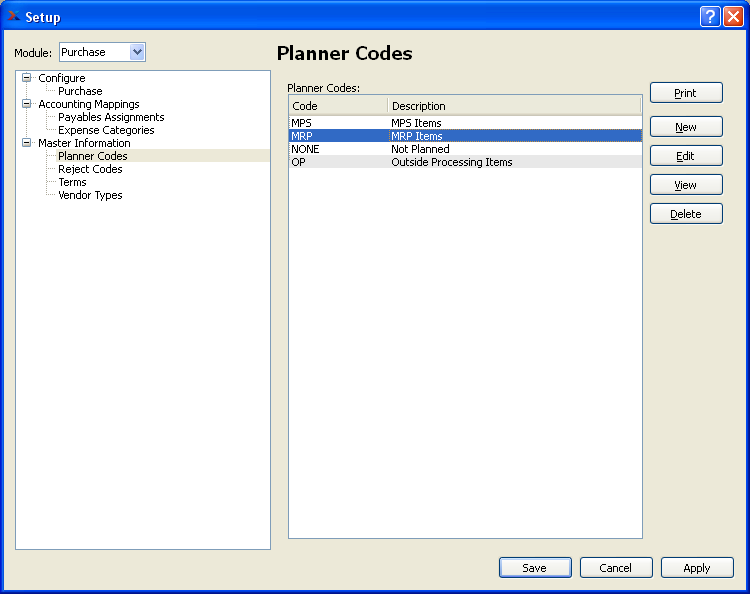 Setup
?
Module: Purchase
Planner Codes
Configure
Purchase
Accounting Mappings
Payables Assignments
Expense Categories
Master Information
Planner Codes
Reject Codes
Terms
Vendor Types
Planner Codes:
Code Description
MPS MPS Items
MRP MRP Items
NONE Not Planned
OP Outside Processing Items
Print
New
Edit
View
Delete
Save Cancel Apply